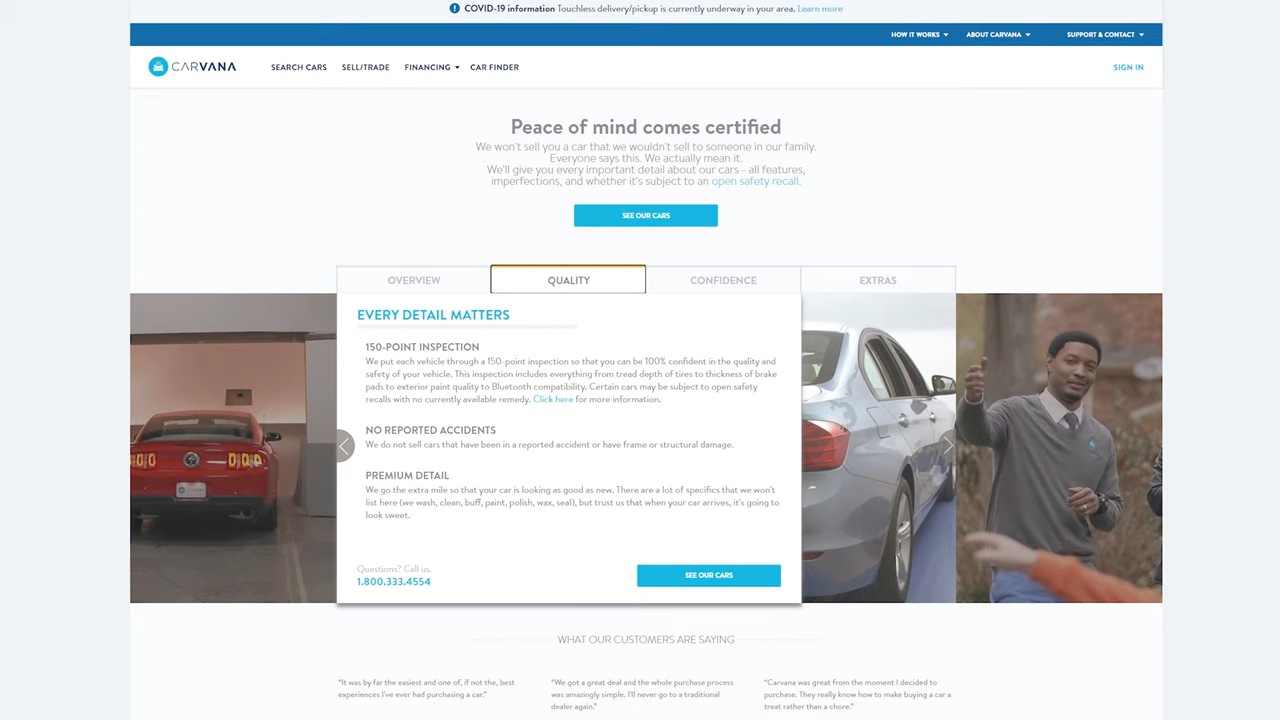 COVID-19 information Touchless delivery/pickup is currently underway in your area. Learn more
HOW IT WORKS ABOUT CARVANA SUPPORT & CONTACT
CARVANA SEARCH CARS SELL/TRADE FINANCING CAR FINDER SIGN IN
Peace of mind comes certified
We won't sell you a car that we wouldn't sell to someone in our family.
Everyone says this. We actually mean it.
We'll give you every important detail about our cars - all features,
imperfections, and whether it's subject to an open safety recall.
SEE OUR CARS
OVERVIEW QUALITY CONFIDENCE EXTRAS
EVERY DETAIL MATTERS
150-POINT INSPECTION
We put each vehicle through a 150-point inspection so that you can be 100% confident in the quality and
safety of your vehicle. This inspection includes everything from tread depth of tires to thickness of brake
pads to exterior paint quality to Bluetooth compatibility. Certain cars may be subject to open safety
recalls with no currently available remedy. Click here for more information.
NO REPORTED ACCIDENTS
We do not sell cars that have been in a reported accident or have frame or structural damage.
PREMIUM DETAIL
We go the extra mile so that your car is looking as good as new. There are a lot of specifics that we won't
list here (we wash, clean, buff, paint, polish, wax, seal), but trust us that when your car arrives, it's going to
look sweet.
Questions? Call us.
1.800.333.4554
SEE OUR CARS
WHAT OUR CUSTOMERS ARE SAYING
"It was by far the easiest and one of, if not the, best
experiences I've ever had purchasing a car."
"We got a great deal and the whole purchase process
was amazingly simple. I'll never go to a traditional
dealer again."
"Carvana was great from the moment I decided to
purchase. They really know how to make buying a car a
treat rather than a chore."